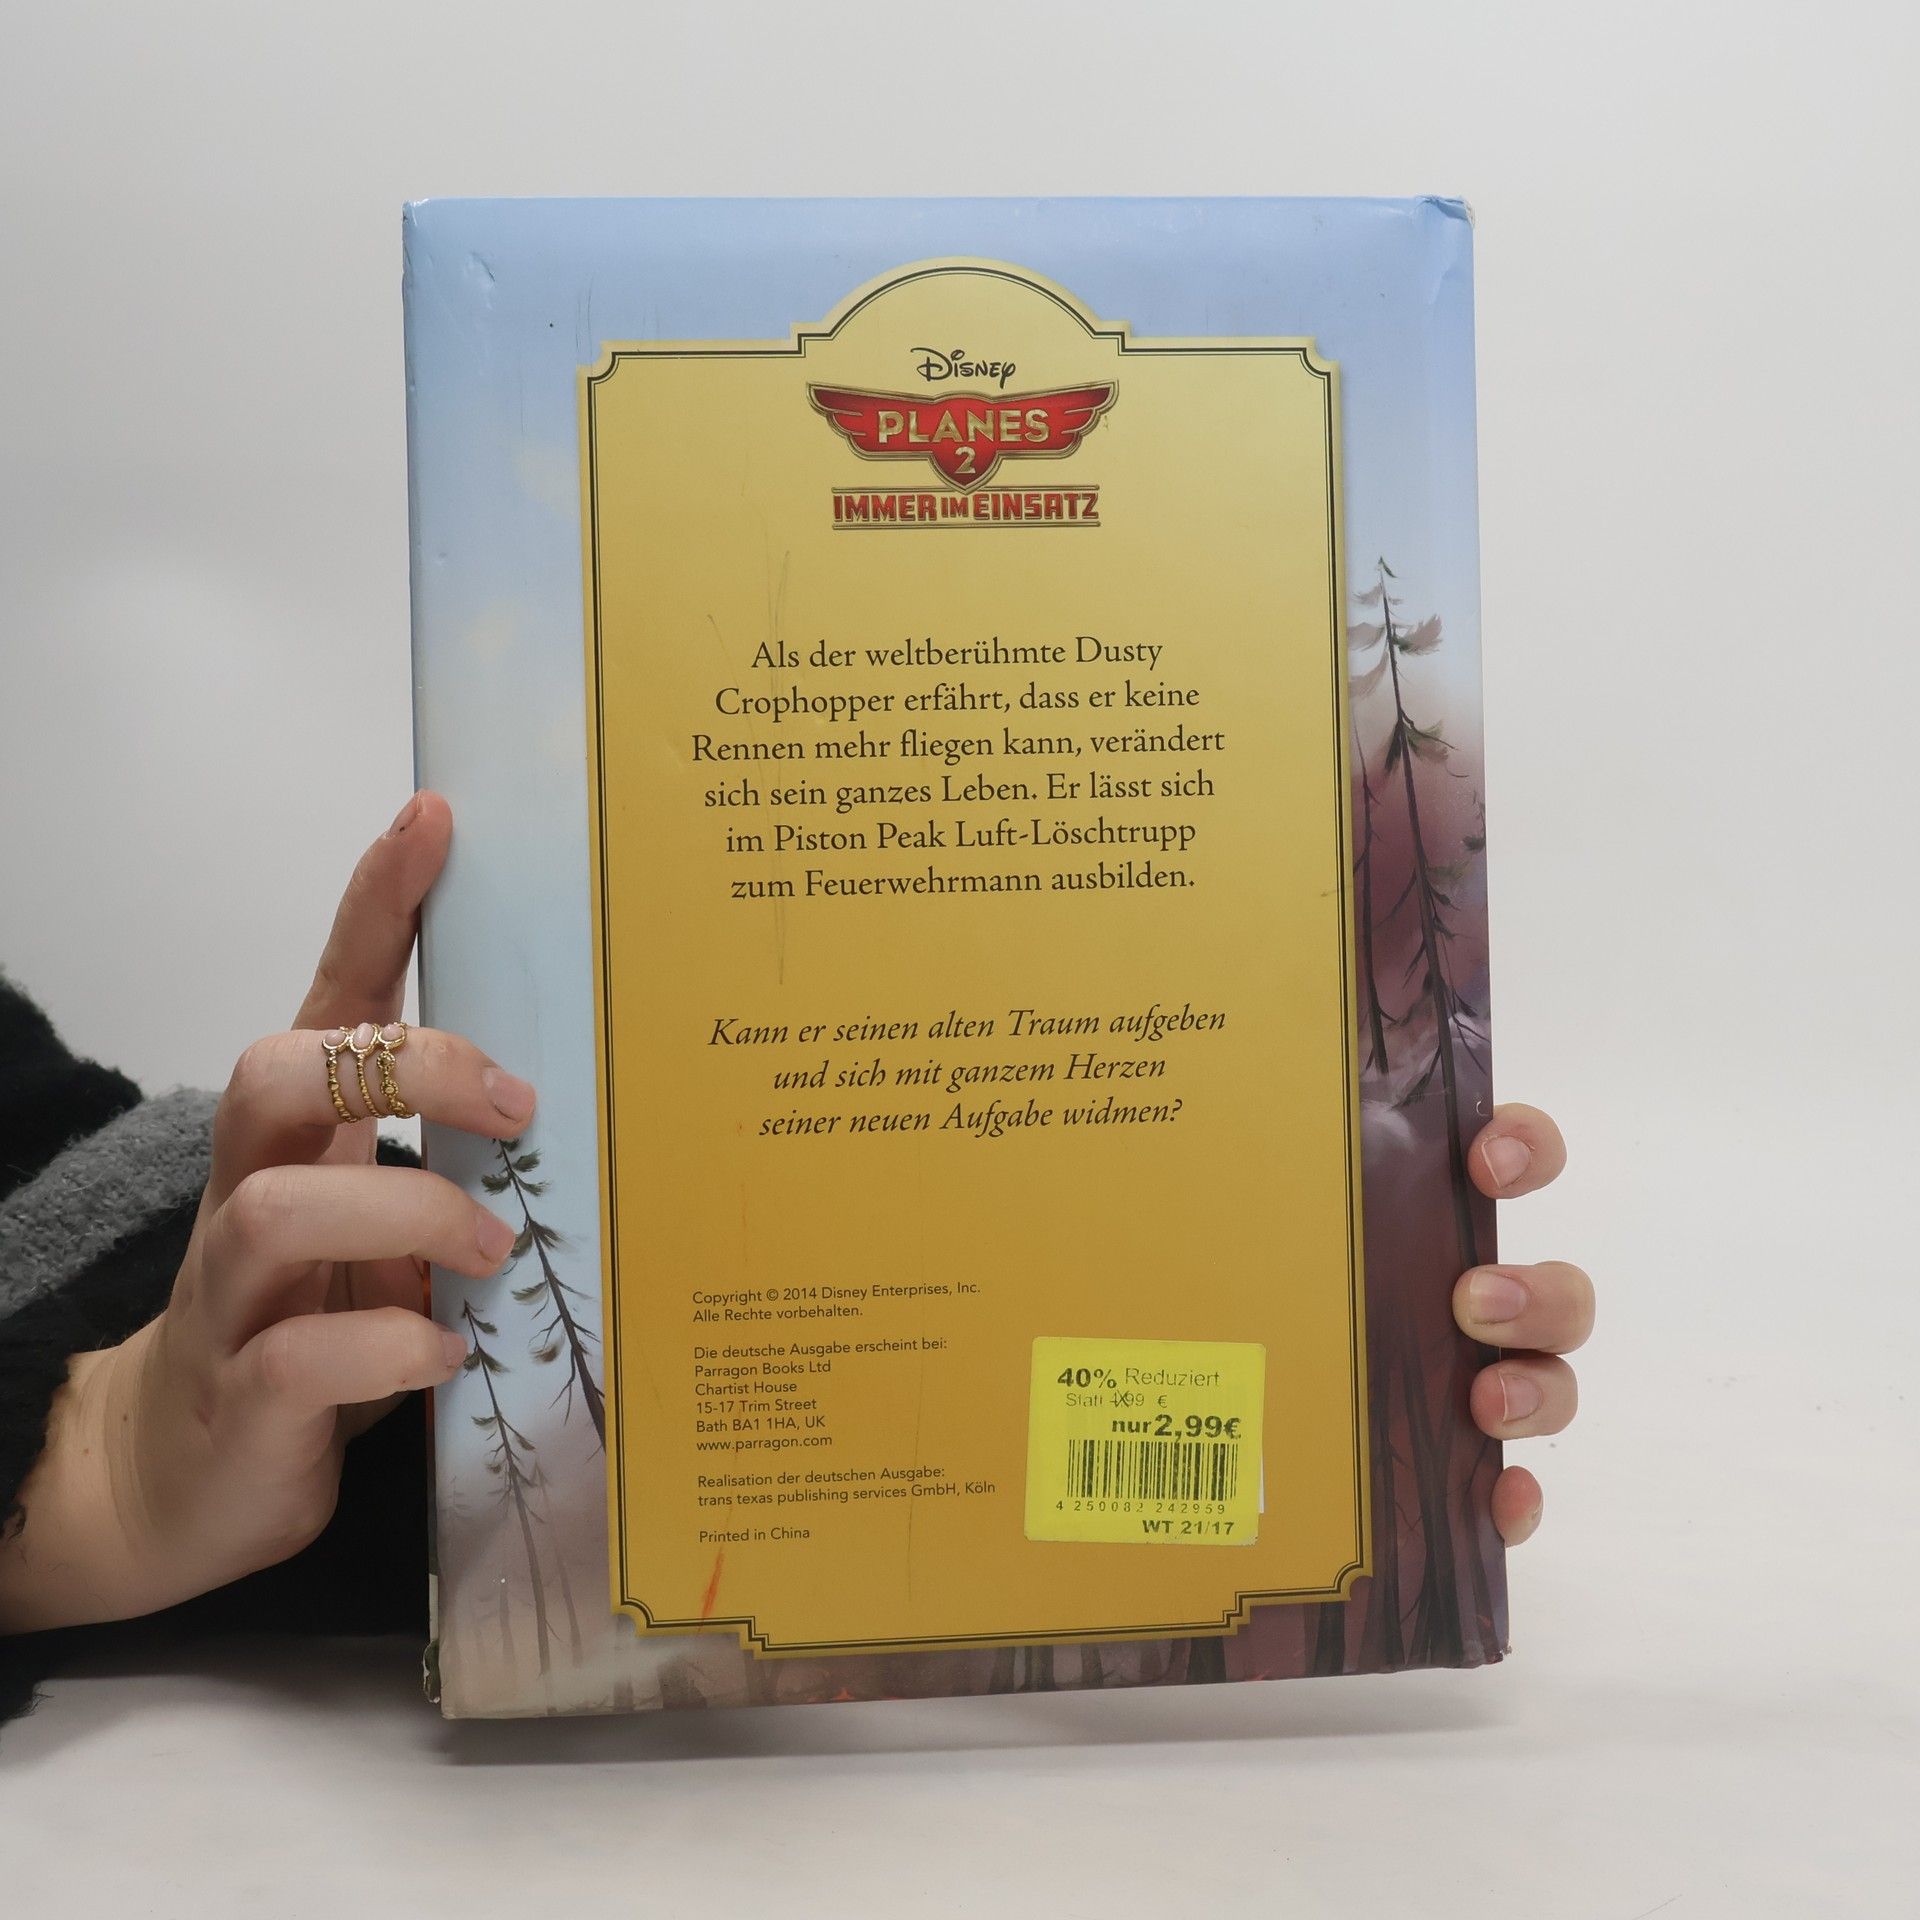 Disney
PLANES
2
IMMER IM EINSATZ
Als der weltberühmte Dusty
Crophopper erfährt, dass er keine
Rennen mehr fliegen kann, verändert
sich sein ganzes Leben. Er lässt sich
im Piston Peak Luft-Löschtrupp
zum Feuerwehrmann ausbilden.
Kann er seinen alten Traum aufgeben
und sich mit ganzem Herzen
seiner neuen Aufgabe widmen?
Copyright © 2014 Disney Enterprises, Inc.
Alle Rechte vorbehalten.
Die deutsche Ausgabe erscheint bei:
Parragon Books Ltd
Chartist House
15-17 Trim Street
Bath BA1 1HA, UK
www.parragon.com
Realisation der deutschen Ausgabe:
trans texas publishing services GmbH, Köln
Printed in China
40% Reduziert
Statt 4,99 €
nur 2,99€
4 250082 242959
WT 21/17